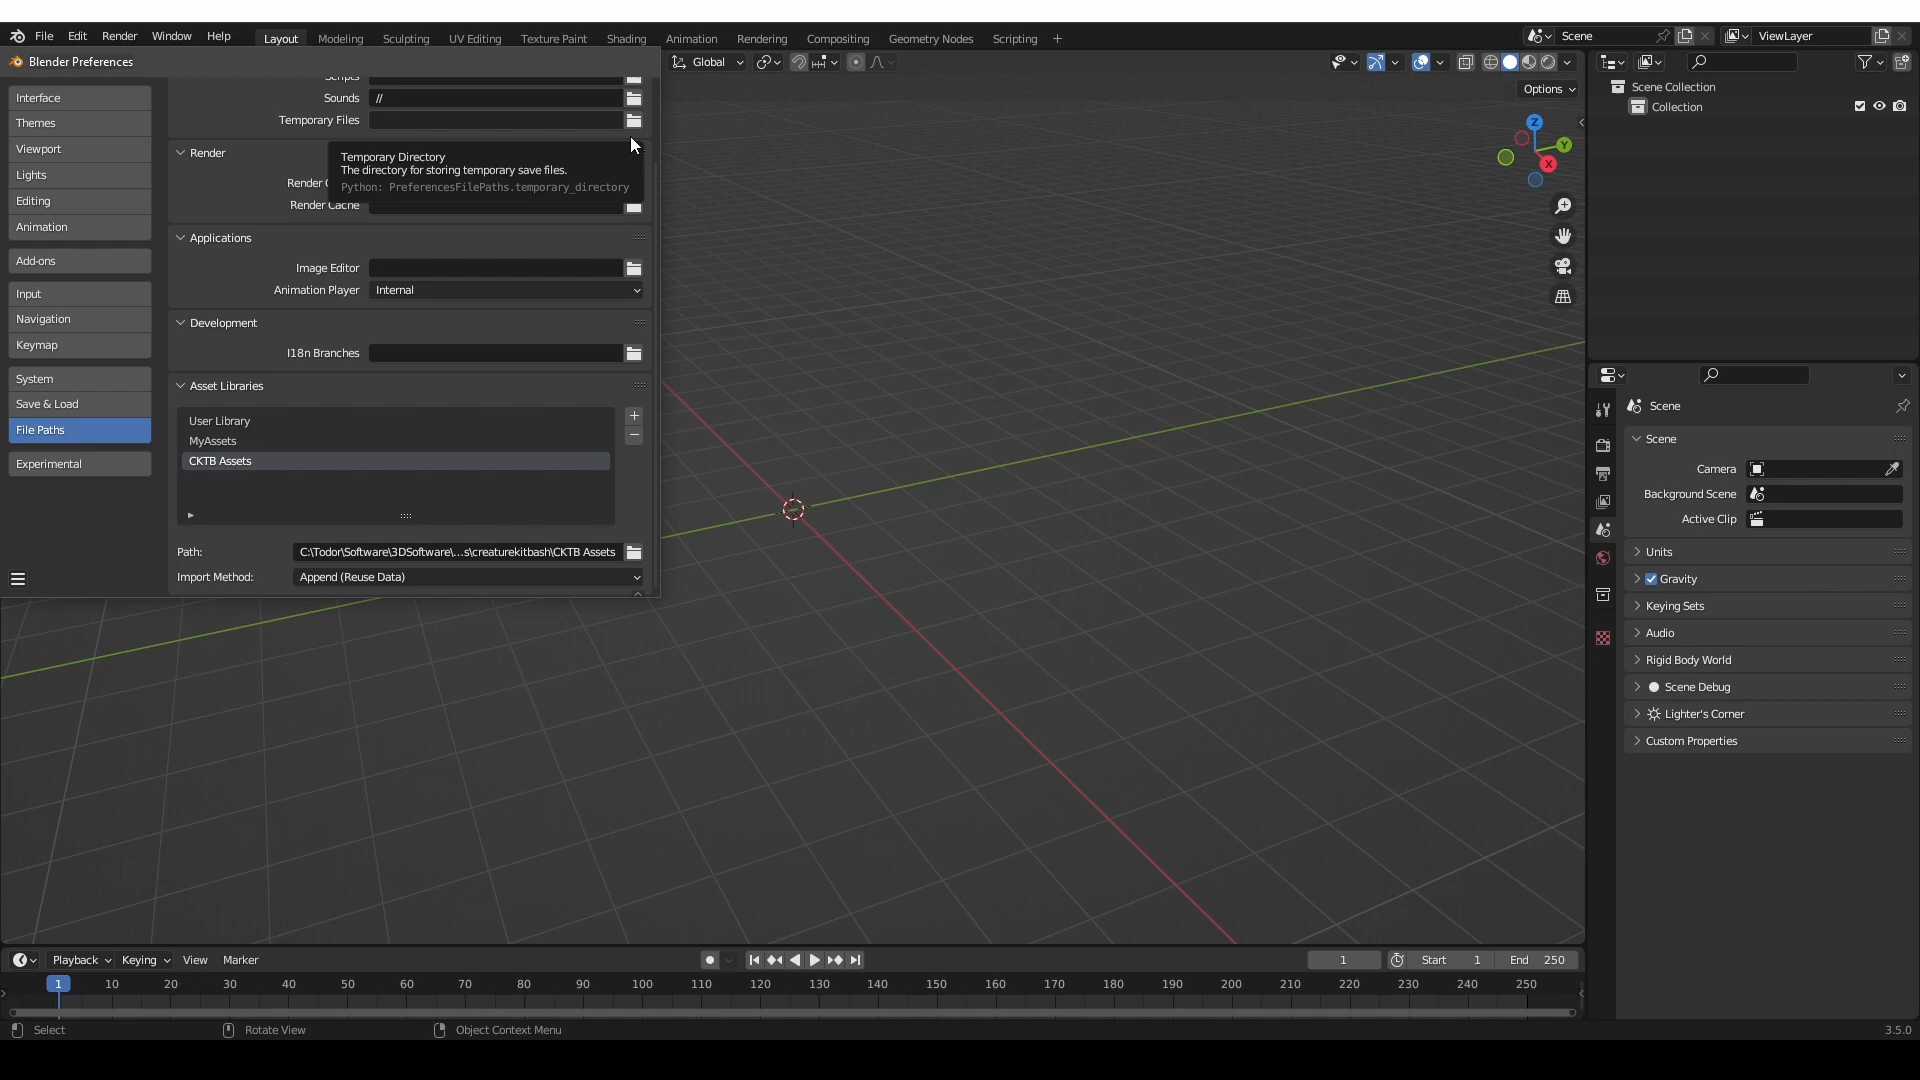 File Edit Render Window Help Layout Modeling Sculpting UV Editing Texture Paint Shading Animation Rendering Compositing Geometry Nodes Scripting + Scene ViewLayer
Blender Preferences
Global
Options
Interface
Themes
Viewport
Lights
Editing
Animation
Add-ons
Input
Navigation
Keymap
System
Save & Load
File Paths
Experimental
Scripts
Sounds //
Temporary Files
Render
Temporary Directory
The directory for storing temporary save files.
Python: PreferencesFilePaths.temporary_directory
Render
Render Cache
Applications
Image Editor
Animation Player Internal
Development
I18n Branches
Asset Libraries
User Library
MyAssets
CKTB Assets
Path: C:\Todor\Software\3DSoftware\...s\creaturekitbash\CKTB Assets
Import Method: Append (Reuse Data)
Z
Y
X
Scene Collection
Collection
Scene
Scene
Camera
Background Scene
Active Clip
Units
Gravity
Keying Sets
Audio
Rigid Body World
Scene Debug
Lighter's Corner
Custom Properties
Playback Keying View Marker 1 Start 1 End 250
1 10 20 30 40 50 60 70 80 90 100 110 120 130 140 150 160 170 180 190 200 210 220 230 240 250
Select Rotate View Object Context Menu 3.5.0